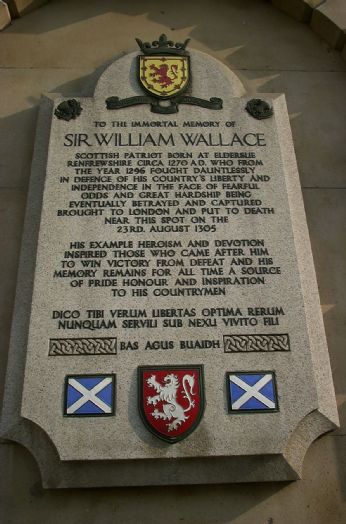 TO THE IMMORTAL MEMORY OF
SIR WILLIAM WALLACE
SCOTTISH PATRIOT BORN AT ELDERSLIE
RENFREWSHIRE CIRCA 1270 A.D. WHO FROM
THE YEAR 1296 FOUGHT DAUNTLESSLY
IN DEFENCE OF HIS COUNTRY'S LIBERTY AND
INDEPENDENCE IN THE FACE OF FEARFUL
ODDS AND GREAT HARDSHIP BEING
EVENTUALLY BETRAYED AND CAPTURED
BROUGHT TO LONDON AND PUT TO DEATH
NEAR THIS SPOT ON THE
23RD. AUGUST 1305
HIS EXAMPLE HEROISM AND DEVOTION
INSPIRED THOSE WHO CAME AFTER HIM
TO WIN VICTORY FROM DEFEAT AND HIS
MEMORY REMAINS FOR ALL TIME A SOURCE
OF PRIDE HONOUR AND INSPIRATION
TO HIS COUNTRYMEN
DICO TIBI VERUM LIBERTAS OPTIMA RERUM
NUNQUAM SERVILI SUB NEXU VIVITO FILI
BAS AGUS BUAIDH